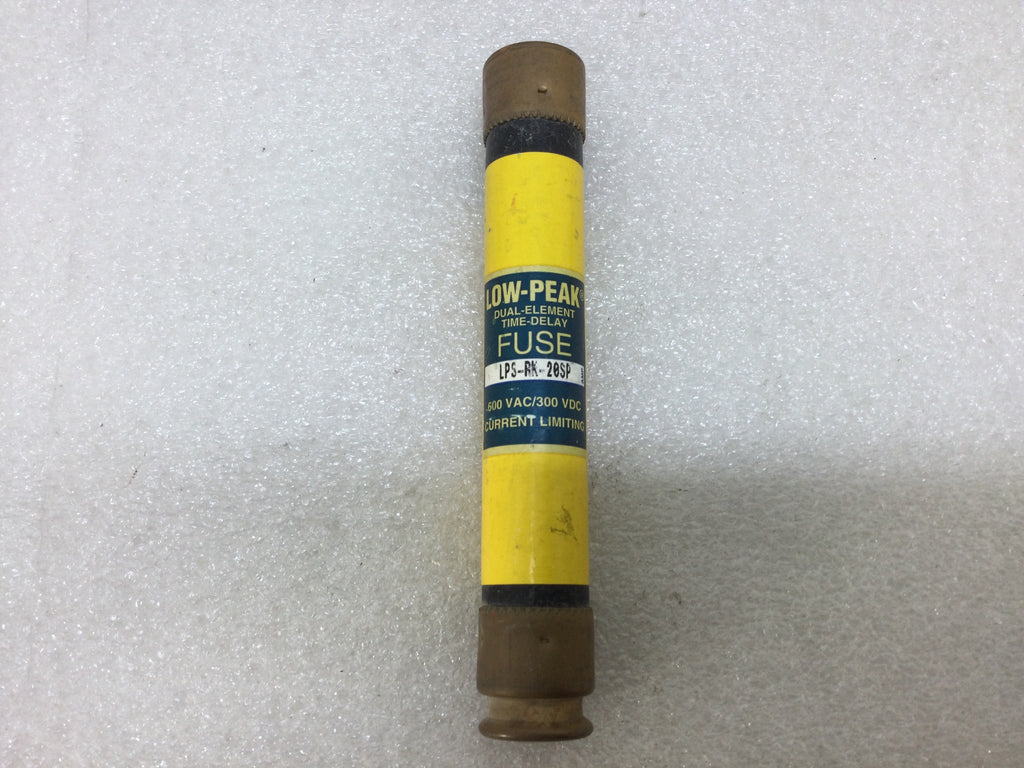 LOW-PEAK®
DUAL-ELEMENT
TIME-DELAY
FUSE
LPS-RK-20SP
600 VAC/300 VDC
CURRENT LIMITING